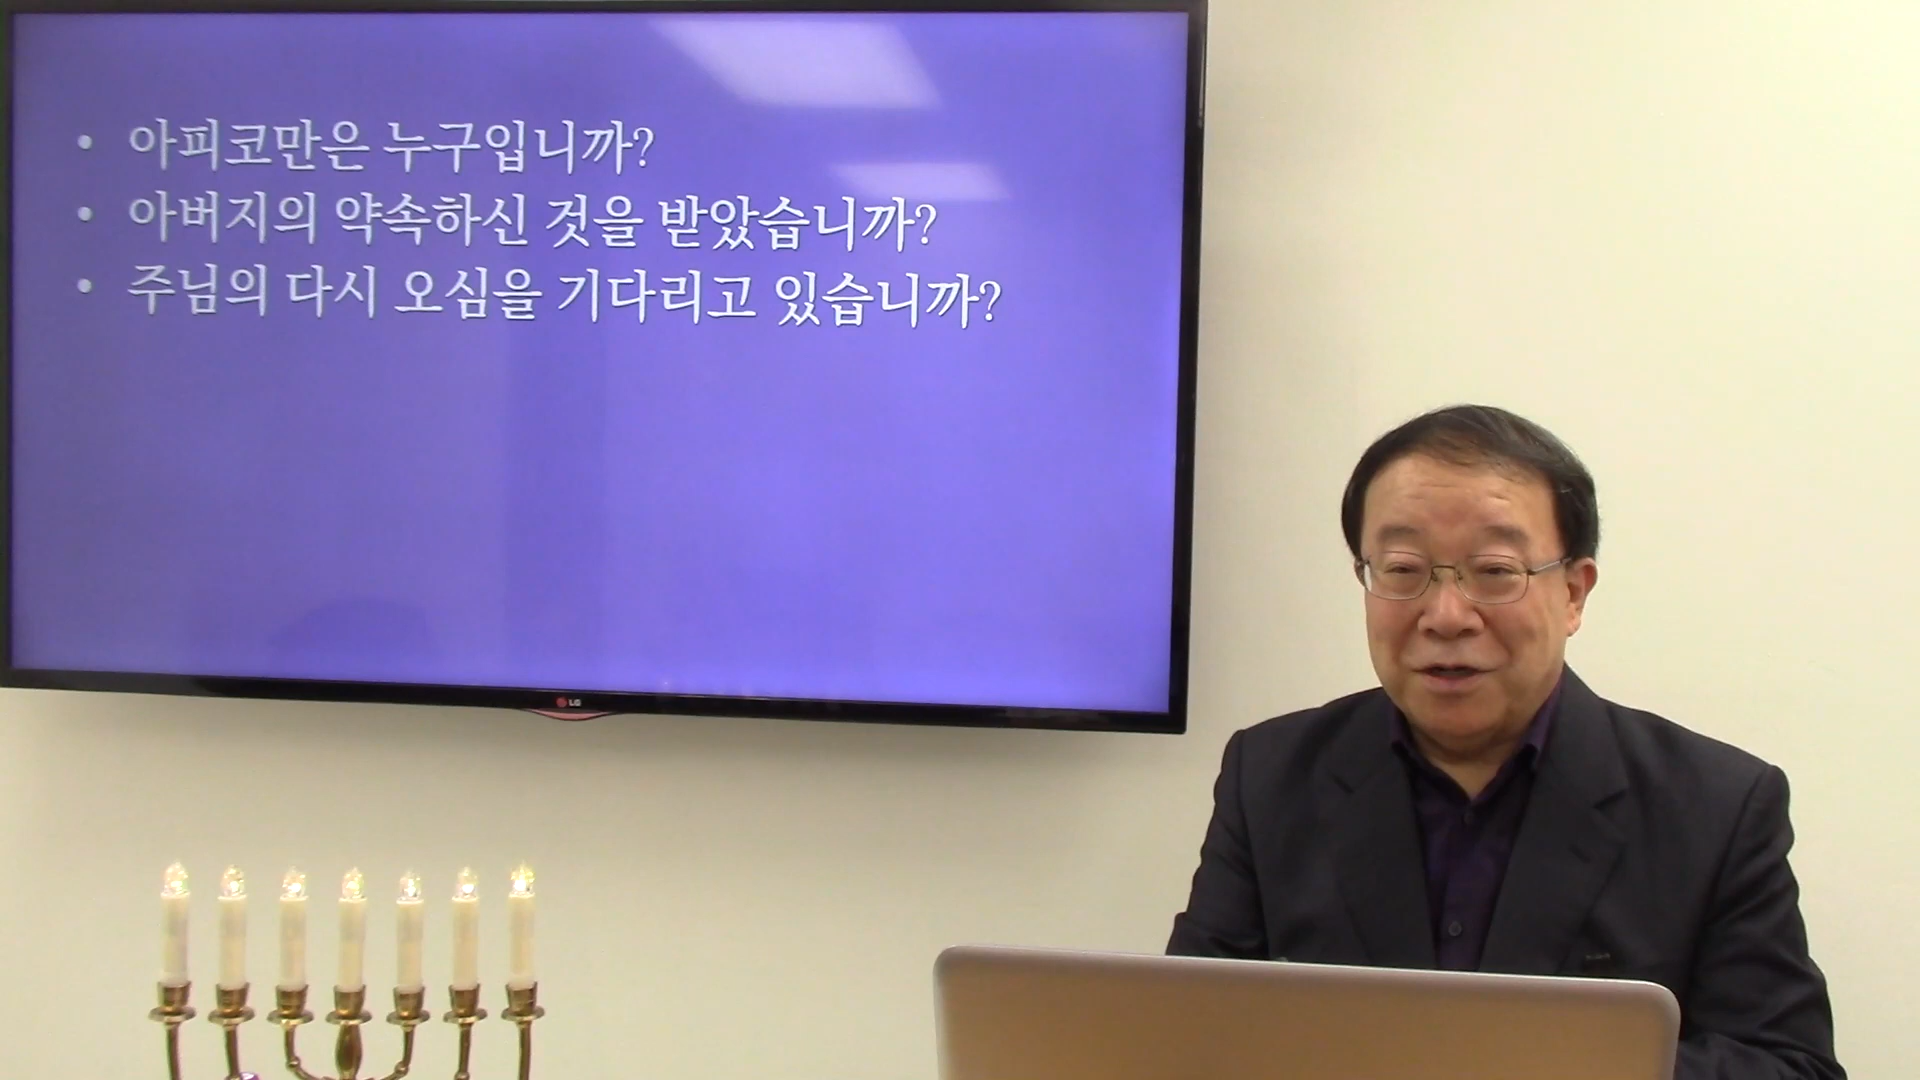 • 아피코만은 누구입니까?
• 아버지의 약속하신 것을 받았습니까?
• 주님의 다시 오심을 기다리고 있습니까?
LG